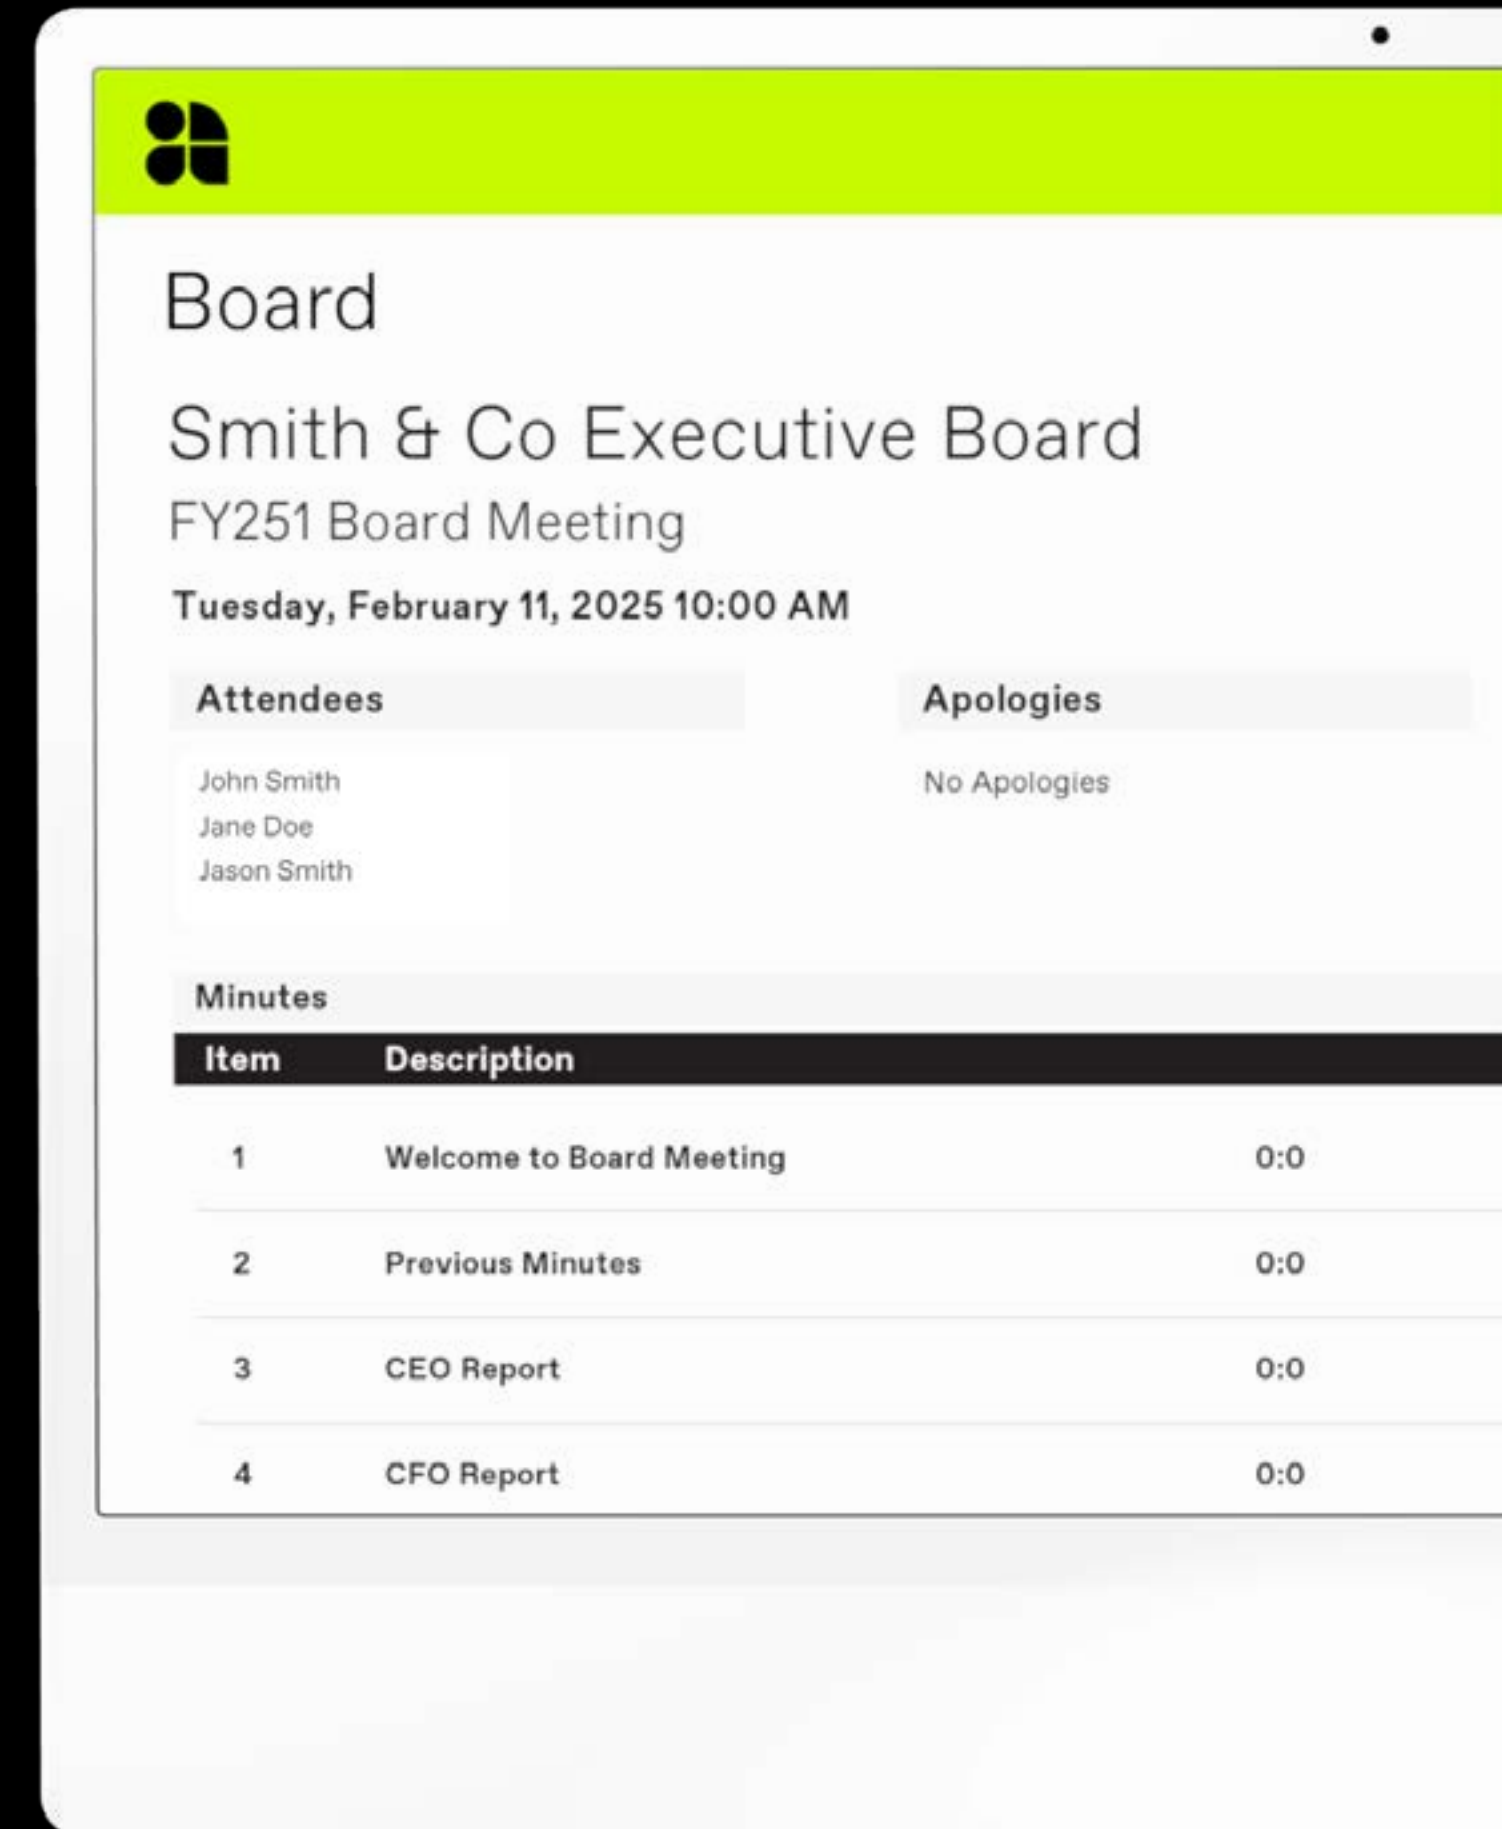 Board
Smith & Co Executive Board
FY251 Board Meeting
Tuesday, February 11, 2025 10:00 AM
Attendees Apologies
John Smith No Apologies
Jane Doe
Jason Smith
Minutes
Item Description
1 Welcome to Board Meeting 0:0
2 Previous Minutes 0:0
3 CEO Report 0:0
4 CFO Report 0:0